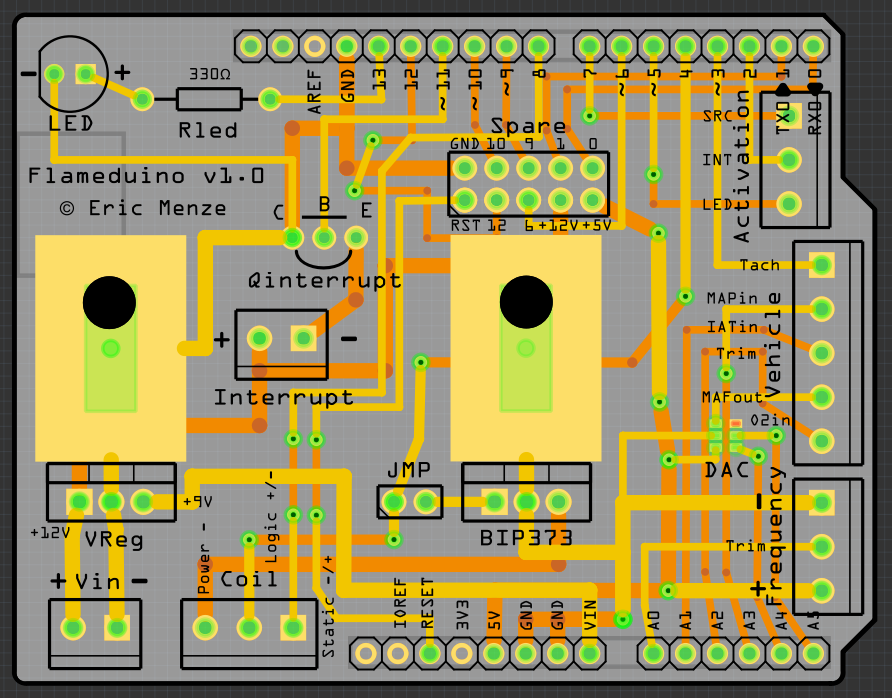 330Ω
- +
LED
Rled
AREF
GND
13
12
~11
~10
~9
8
7
~6
~5
4
~3
2
1
0
TX0
RX0
Flameduino v1.0
© Eric Menze
Spare
GND 10 9 1 0
RST 12 6 +12V +5V
SRC
INT
LED
Activation
C B E
Qinterrupt
+ -
Interrupt
Tach
MAPin
IATin
Trim
MAFout
O2in
Vehicle
DAC
JMP
BIP373
+9V
+12V
VReg
+ Vin -
Power -
Coil
Logic +/-
Static -/+
-
Trim
+
Frequency
IOREF
RESET
3V3
5V
GND
GND
VIN
A0
A1
A2
A3
A4
A5